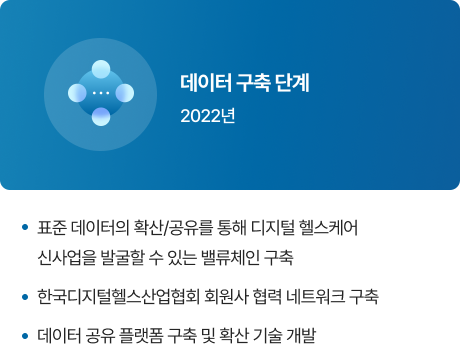 데이터 구축 단계
2022년
표준 데이터의 확산/공유를 통해 디지털 헬스케어
신사업을 발굴할 수 있는 밸류체인 구축
한국디지털헬스산업협회 회원사 협력 네트워크 구축
데이터 공유 플랫폼 구축 및 확산 기술 개발